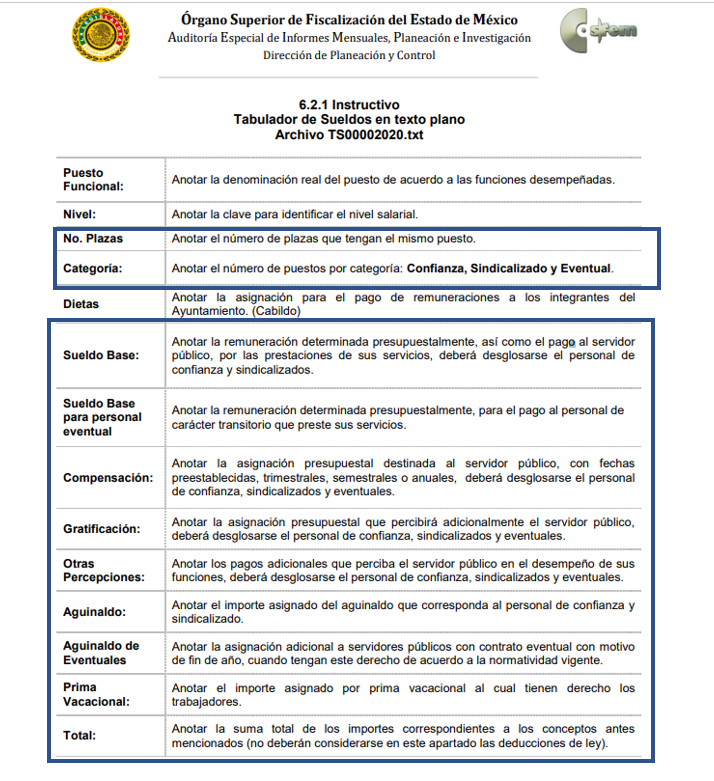 Órgano Superior de Fiscalización del Estado de México
Auditoría Especial de Informes Mensuales, Planeación e Investigación
Dirección de Planeación y Control
osfem
6.2.1 Instructivo
Tabulador de Sueldos en texto plano
Archivo TS00002020.txt
Puesto
Funcional:
Anotar la denominación real del puesto de acuerdo a las funciones desempeñadas.
Nivel:
Anotar la clave para identificar el nivel salarial.
No. Plazas
Anotar el número de plazas que tengan el mismo puesto.
Categoría:
Anotar el número de puestos por categoría: Confianza, Sindicalizado y Eventual.
Dietas
Anotar la asignación para el pago de remuneraciones a los integrantes del
Ayuntamiento. (Cabildo)
Sueldo Base:
Anotar la remuneración determinada presupuestalmente, así como el pago al servidor
público, por las prestaciones de sus servicios, deberá desglosarse el personal de
confianza y sindicalizados.
Sueldo Base
para personal
eventual
Anotar la remuneración determinada presupuestalmente, para el pago al personal de
carácter transitorio que preste sus servicios.
Compensación:
Anotar la asignación presupuestal destinada al servidor público, con fechas
preestablecidas, trimestrales, semestrales o anuales, deberá desglosarse el personal
de confianza, sindicalizados y eventuales.
Gratificación:
Anotar la asignación presupuestal que percibirá adicionalmente el servidor público,
deberá desglosarse el personal de confianza, sindicalizados y eventuales.
Otras
Percepciones:
Anotar los pagos adicionales que perciba el servidor público en el desempeño de sus
funciones, deberá desglosarse el personal de confianza, sindicalizados y eventuales.
Aguinaldo:
Anotar el importe asignado del aguinaldo que corresponda al personal de confianza y
sindicalizado.
Aguinaldo de
Eventuales
Anotar la asignación adicional a servidores públicos con contrato eventual con motivo
de fin de año, cuando tengan este derecho de acuerdo a la normatividad vigente.
Prima
Vacacional:
Anotar el importe asignado por prima vacacional al cual tienen derecho los
trabajadores.
Total:
Anotar la suma total de los importes correspondientes a los conceptos antes
mencionados (no deberán considerarse en este apartado las deducciones de ley).